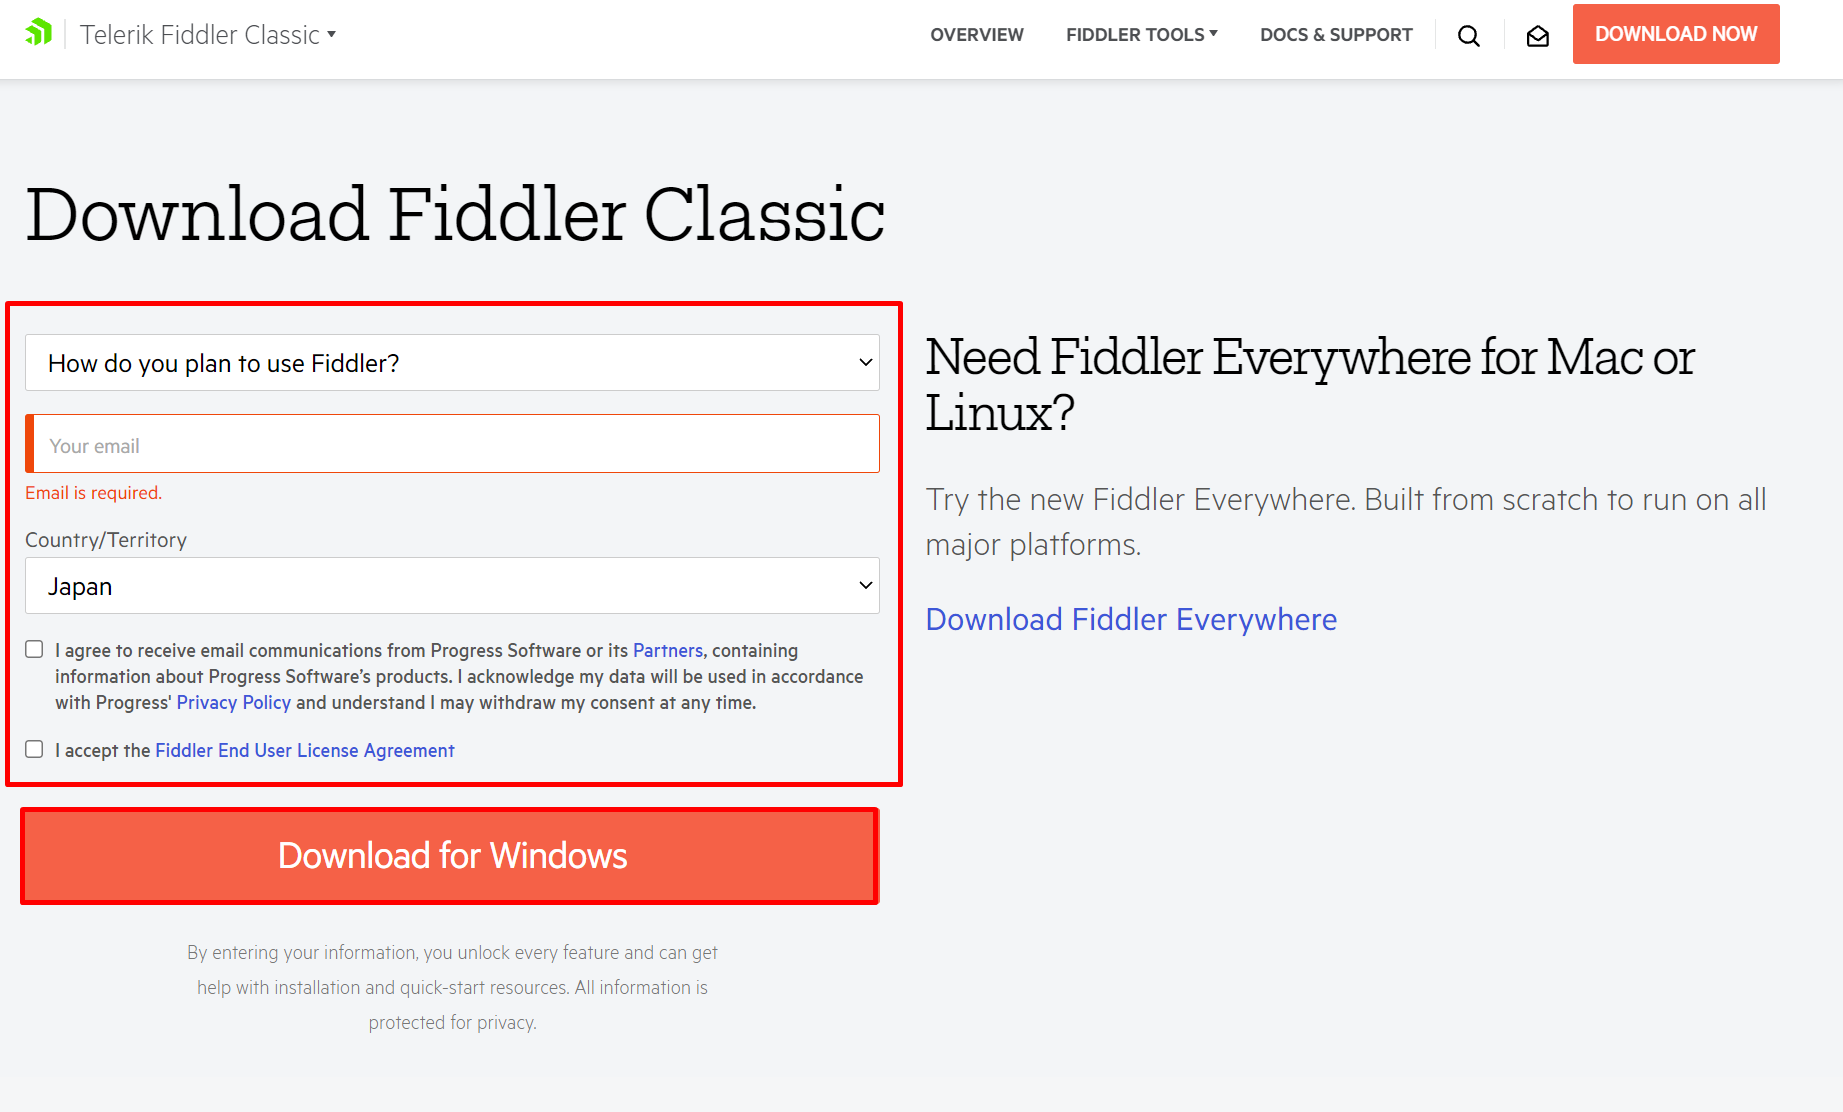 Telerik Fiddler Classic
OVERVIEW
FIDDLER TOOLS
DOCS & SUPPORT
DOWNLOAD NOW
Download Fiddler Classic
How do you plan to use Fiddler?
Your email
Email is required.
Country/Territory
Japan
I agree to receive email communications from Progress Software or its Partners, containing
information about Progress Software’s products. I acknowledge my data will be used in accordance
with Progress' Privacy Policy and understand I may withdraw my consent at any time.
I accept the Fiddler End User License Agreement
Download for Windows
By entering your information, you unlock every feature and can get
help with installation and quick-start resources. All information is
protected for privacy.
Need Fiddler Everywhere for Mac or
Linux?
Try the new Fiddler Everywhere. Built from scratch to run on all
major platforms.
Download Fiddler Everywhere